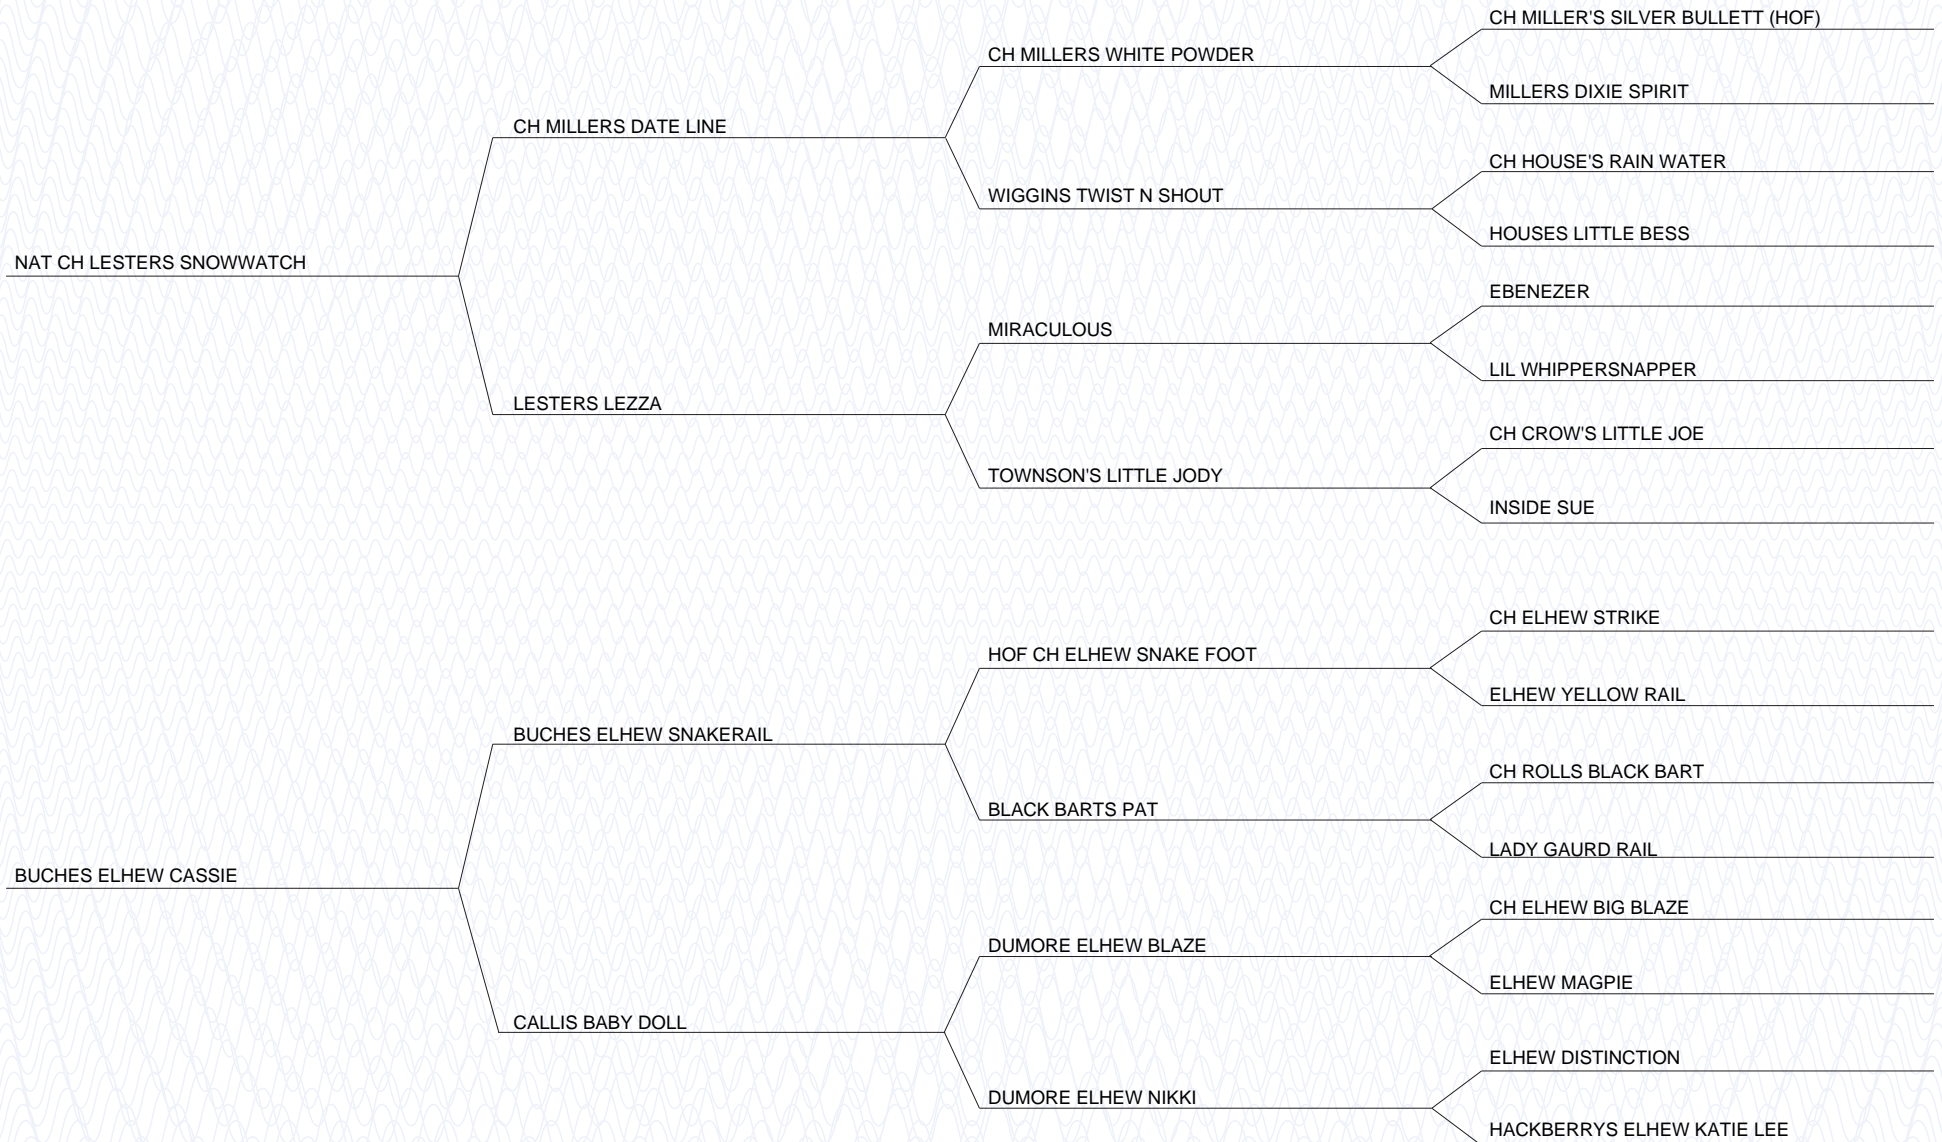 CH MILLER'S SILVER BULLETT (HOF)
CH MILLERS WHITE POWDER
MILLERS DIXIE SPIRIT
CH MILLERS DATE LINE
CH HOUSE'S RAIN WATER
WIGGINS TWIST N SHOUT
HOUSES LITTLE BESS
NAT CH LESTERS SNOWWATCH
EBENEZER
MIRACULOUS
LIL WHIPPERSNAPPER
LESTERS LEZZA
CH CROW'S LITTLE JOE
TOWNSON'S LITTLE JODY
INSIDE SUE
CH ELHEW STRIKE
HOF CH ELHEW SNAKE FOOT
ELHEW YELLOW RAIL
BUCHES ELHEW SNAKERAIL
CH ROLLS BLACK BART
BLACK BARTS PAT
LADY GAURD RAIL
BUCHES ELHEW CASSIE
CH ELHEW BIG BLAZE
DUMORE ELHEW BLAZE
ELHEW MAGPIE
CALLIS BABY DOLL
ELHEW DISTINCTION
DUMORE ELHEW NIKKI
HACKBERRYS ELHEW KATIE LEE